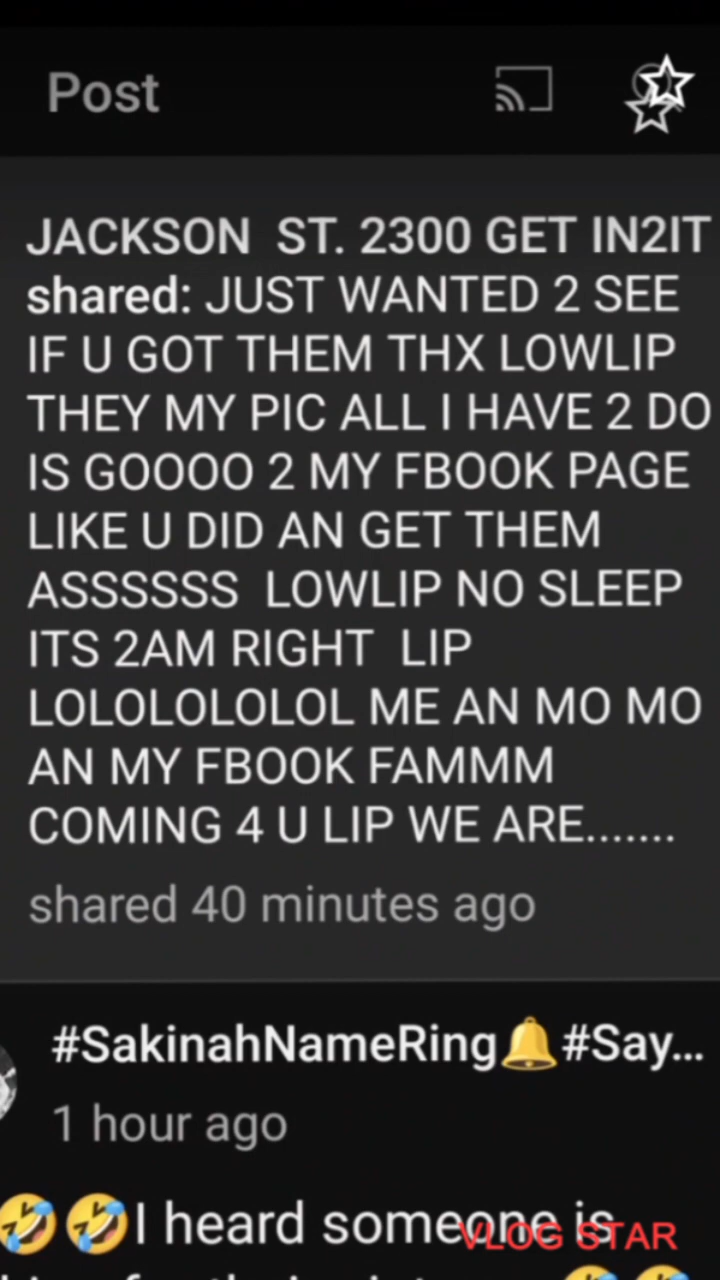 Post
JACKSON  ST. 2300 GET IN2IT
shared: JUST WANTED 2 SEE
IF U GOT THEM THX LOWLIP
THEY MY PIC ALL I HAVE 2 DO
IS GOOOO 2 MY FBOOK PAGE
LIKE U DID AN GET THEM
ASSSSSS  LOWLIP NO SLEEP
ITS 2AM RIGHT  LIP
LOLOLOLOLOL ME AN MO MO
AN MY FBOOK FAMMM
COMING 4 U LIP WE ARE.......
shared 40 minutes ago
#SakinahNameRing🔔#Say...
1 hour ago
🤣🤣I heard someone is
VLOG STAR